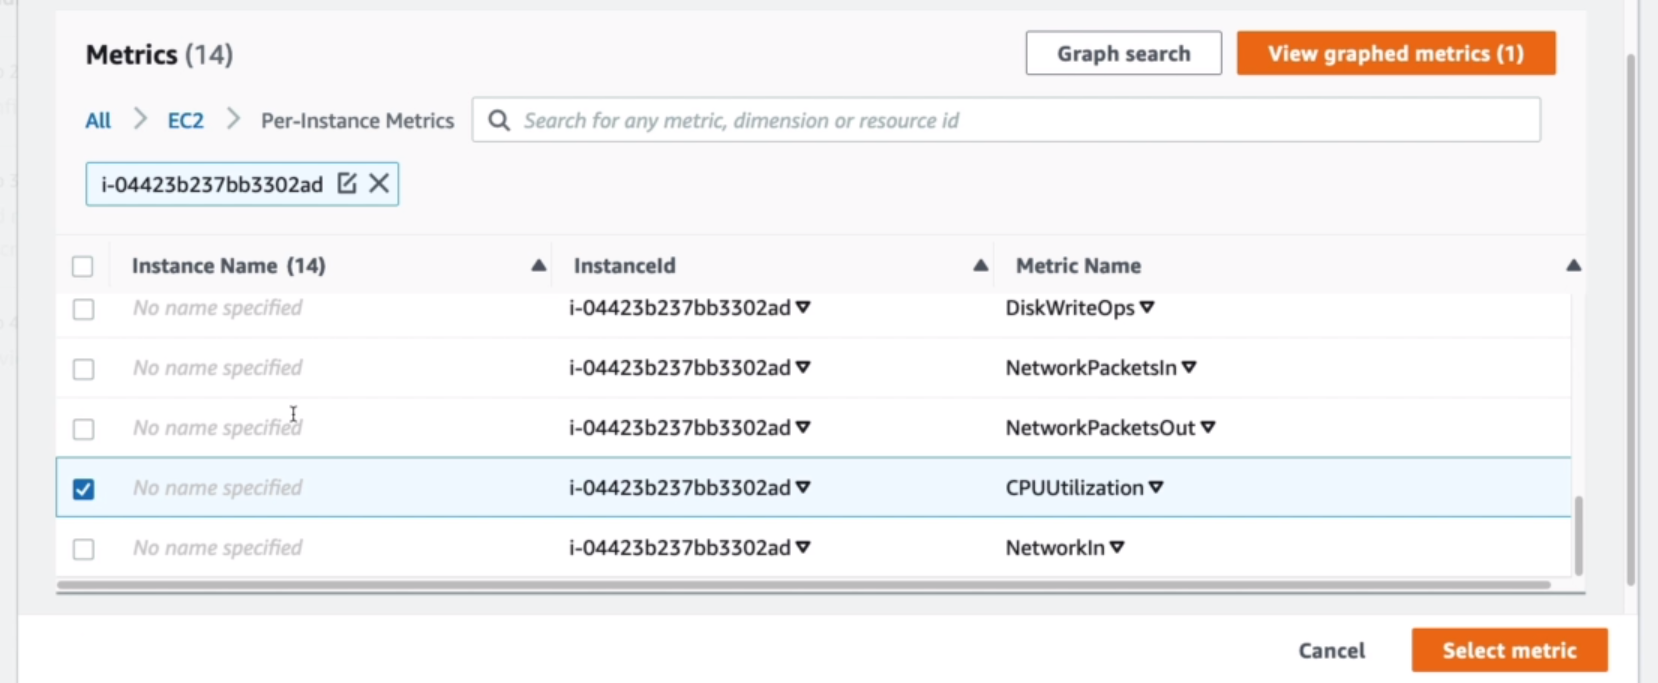 Metrics (14) Graph search View graphed metrics (1)
All EC2 Per-Instance Metrics Search for any metric, dimension or resource id
i-04423b237bb3302ad
Instance Name (14) InstanceId Metric Name
No name specified i-04423b237bb3302ad DiskWriteOps
No name specified i-04423b237bb3302ad NetworkPacketsIn
No name specified i-04423b237bb3302ad NetworkPacketsOut
No name specified i-04423b237bb3302ad CPUUtilization
No name specified i-04423b237bb3302ad NetworkIn
Cancel Select metric